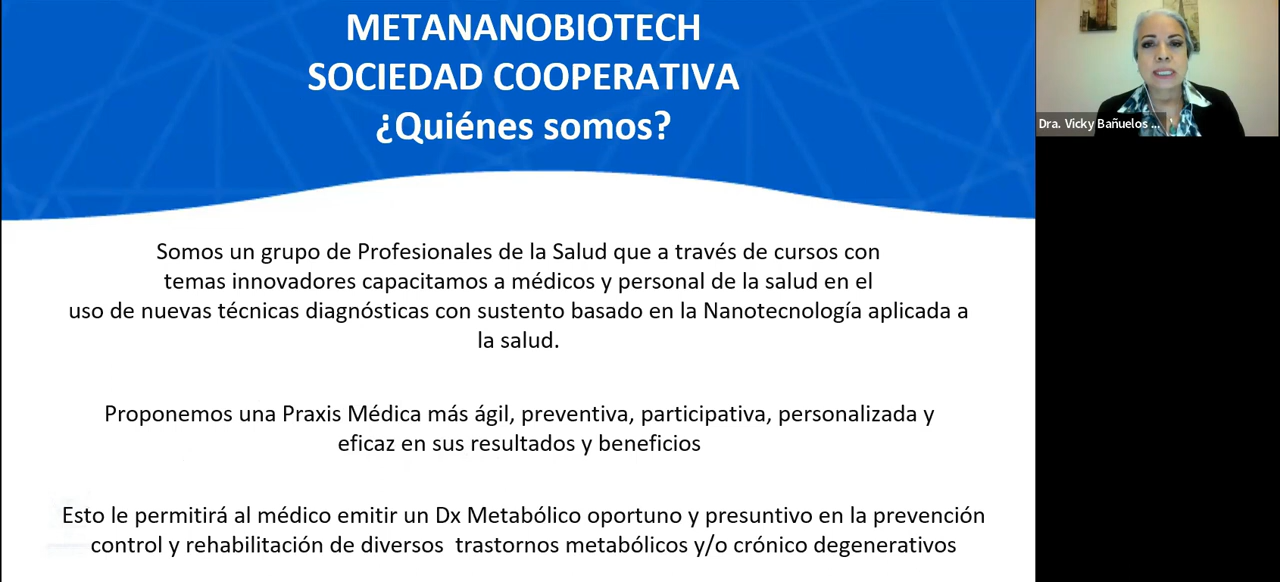 METANANOBIOTECH
SOCIEDAD COOPERATIVA
¿Quiénes somos?
Somos un grupo de Profesionales de la Salud que a través de cursos con
temas innovadores capacitamos a médicos y personal de la salud en el
uso de nuevas técnicas diagnósticas con sustento basado en la Nanotecnología aplicada a
la salud.
Proponemos una Praxis Médica más ágil, preventiva, participativa, personalizada y
eficaz en sus resultados y beneficios
Esto le permitirá al médico emitir un Dx Metabólico oportuno y presuntivo en la prevención
control y rehabilitación de diversos  trastornos metabólicos y/o crónico degenerativos
Dra. Vicky Bañuelos ...